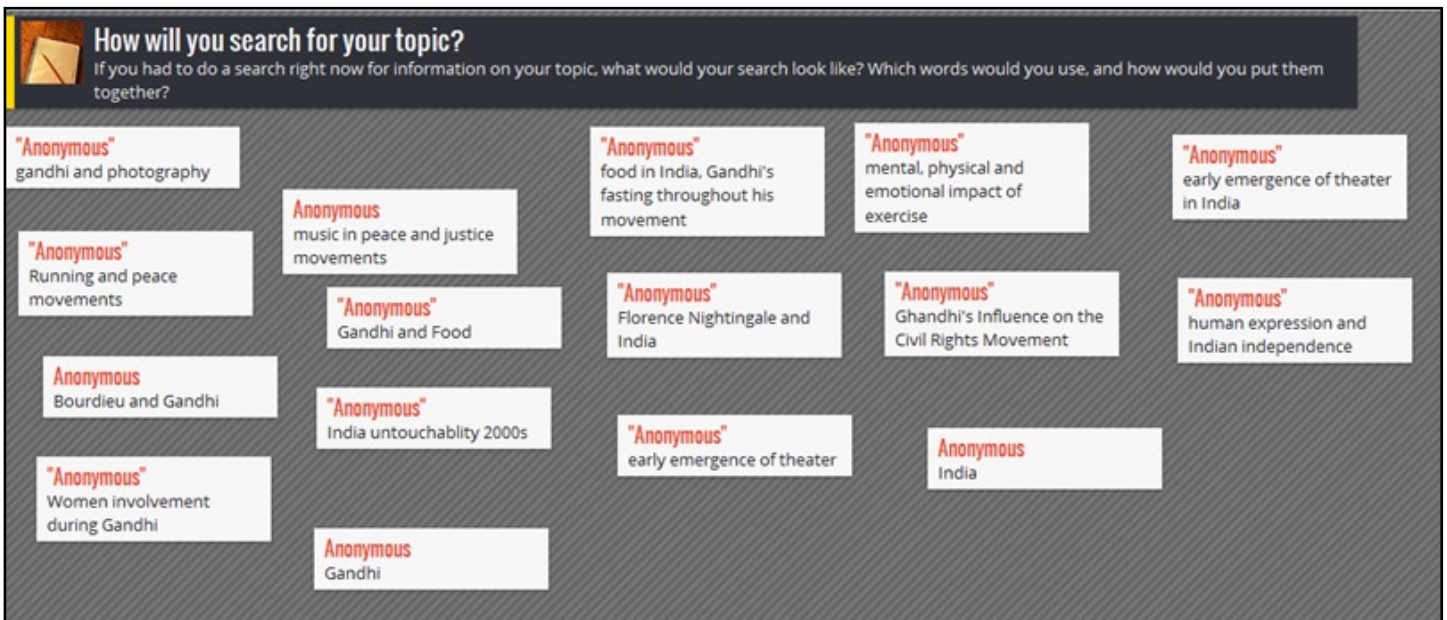 How will you search for your topic?
If you had to do a search right now for information on your topic, what would your search look like? Which words would you use, and how would you put them
together?
"Anonymous"
gandhi and photography
"Anonymous"
Running and peace
movements
Anonymous
Bourdieu and Gandhi
"Anonymous"
Women involvement
during Gandhi
Anonymous
music in peace and justice
movements
"Anonymous"
Gandhi and Food
"Anonymous"
India untouchablity 2000s
Anonymous
Gandhi
"Anonymous"
food in India, Gandhi's
fasting throughout his
movement
"Anonymous"
Florence Nightingale and
India
"Anonymous"
early emergence of theater
"Anonymous"
mental, physical and
emotional impact of
exercise
"Anonymous"
Ghandhi's Influence on the
Civil Rights Movement
Anonymous
India
"Anonymous"
early emergence of theater
in India
"Anonymous"
human expression and
Indian independence